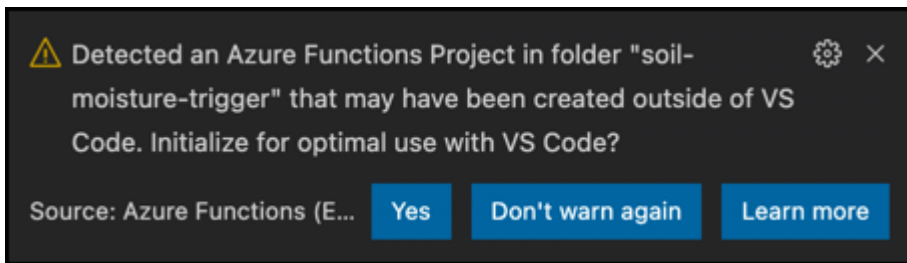 Detected an Azure Functions Project in folder "soil-
moisture-trigger" that may have been created outside of VS
Code. Initialize for optimal use with VS Code?
Source: Azure Functions (E... Yes Don't warn again Learn more